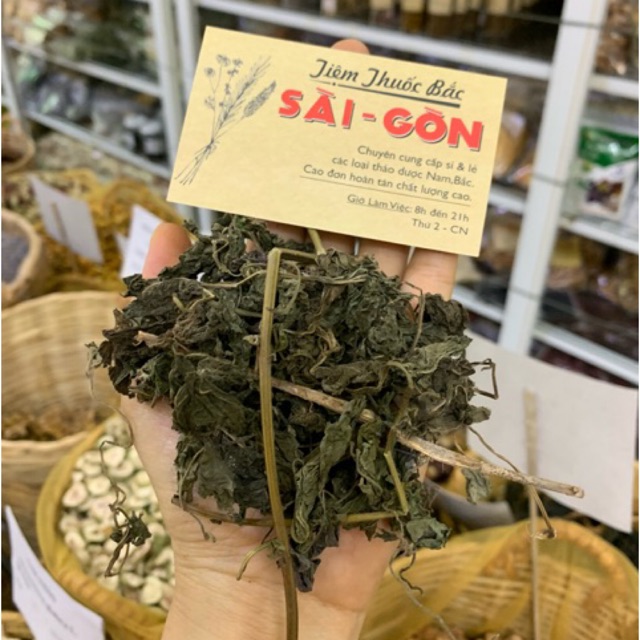 Tiệm Thuốc Bắc
SÀI-GÒN
Chuyên cung cấp sỉ & lẻ
các loại thảo dược Nam,Bắc.
Cao đơn hoàn tán chất lượng cao.
Giờ Làm Việc: 8h đến 21h
Thứ 2 - CN